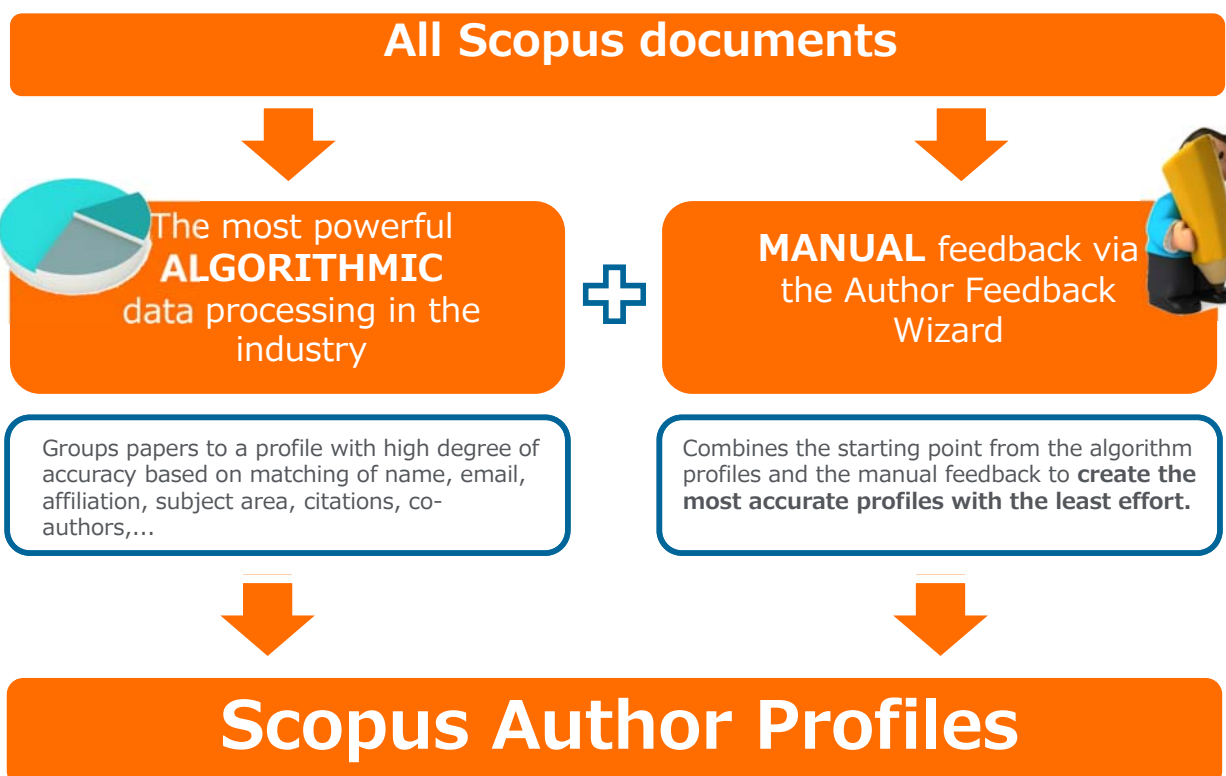 All Scopus documents
The most powerful
ALGORITHMIC
data processing in the
industry
MANUAL feedback via
the Author Feedback
Wizard
Groups papers to a profile with high degree of
accuracy based on matching of name, email,
affiliation, subject area, citations, co-
authors,...
Combines the starting point from the algorithm
profiles and the manual feedback to create the
most accurate profiles with the least effort.
Scopus Author Profiles